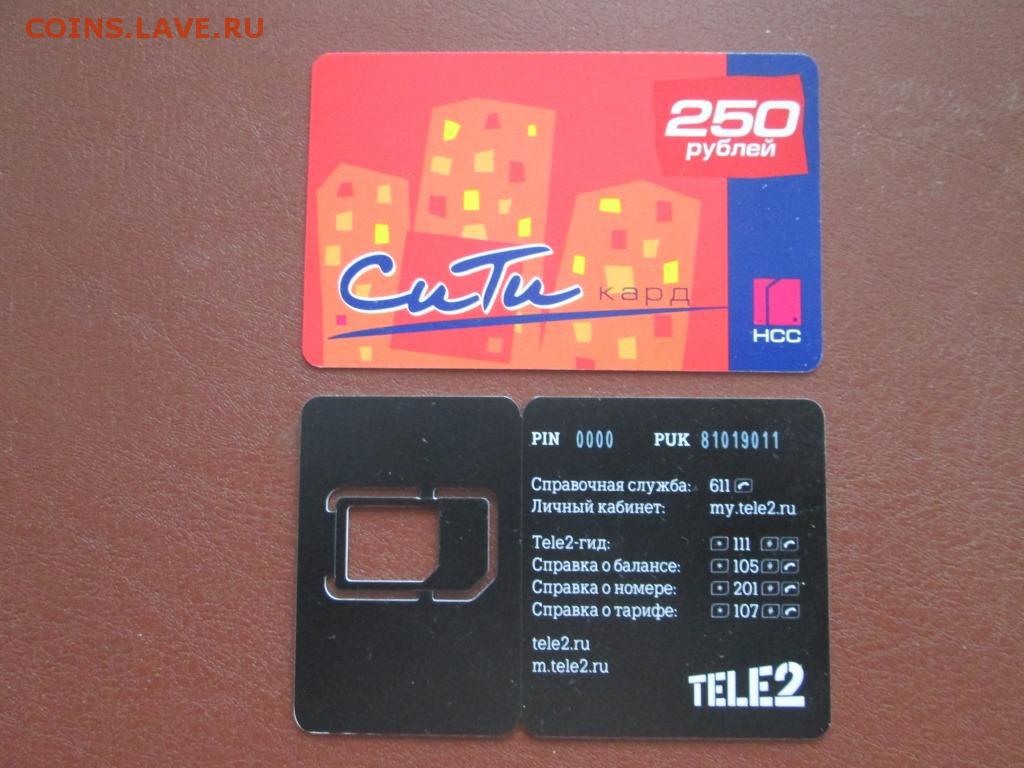 COINS.LAVE.RU
250
рублей
СиТи кард
НСС
PIN 0000 PUK 81019011
Справочная служба: 611
Личный кабинет: my.tele2.ru
Tele2-гид: * 111 #
Справка о балансе: * 105 #
Справка о номере: * 201 #
Справка о тарифе: * 107 #
tele2.ru
m.tele2.ru
TELE2